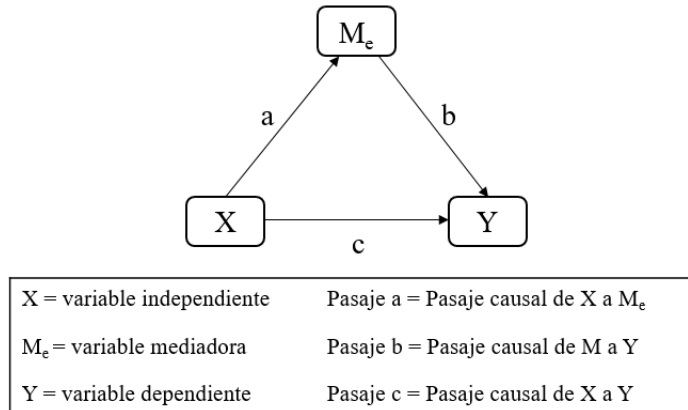 Mₑ
a
b
X
Y
c
X = variable independiente
Pasaje a = Pasaje causal de X a Mₑ
Mₑ = variable mediadora
Pasaje b = Pasaje causal de M a Y
Y = variable dependiente
Pasaje c = Pasaje causal de X a Y